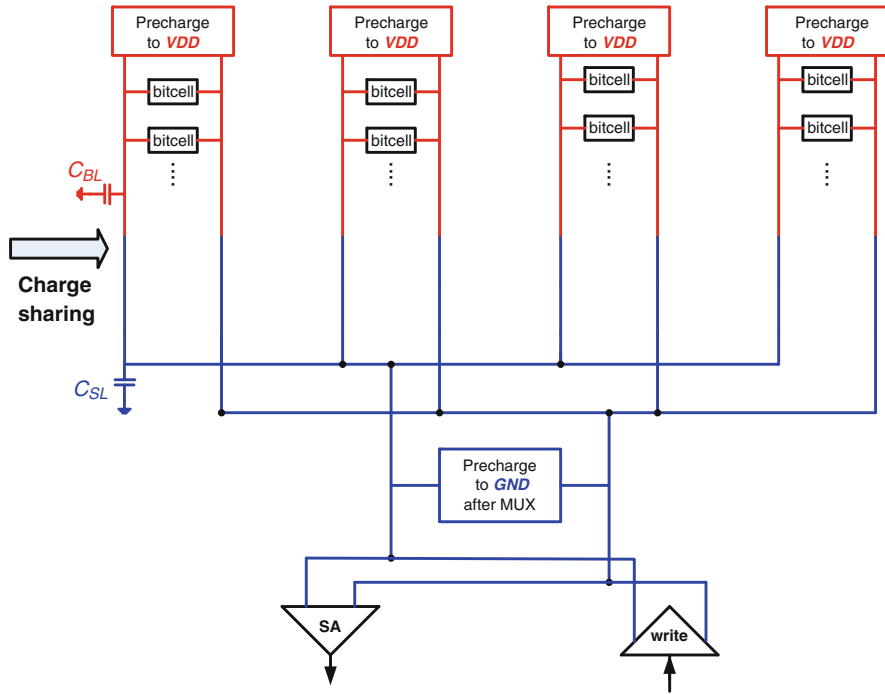 Precharge
to VDD
Precharge
to VDD
Precharge
to VDD
Precharge
to VDD
bitcell
bitcell
bitcell
bitcell
bitcell
bitcell
bitcell
bitcell
CBL
Charge
sharing
CSL
Precharge
to GND
after MUX
SA
write